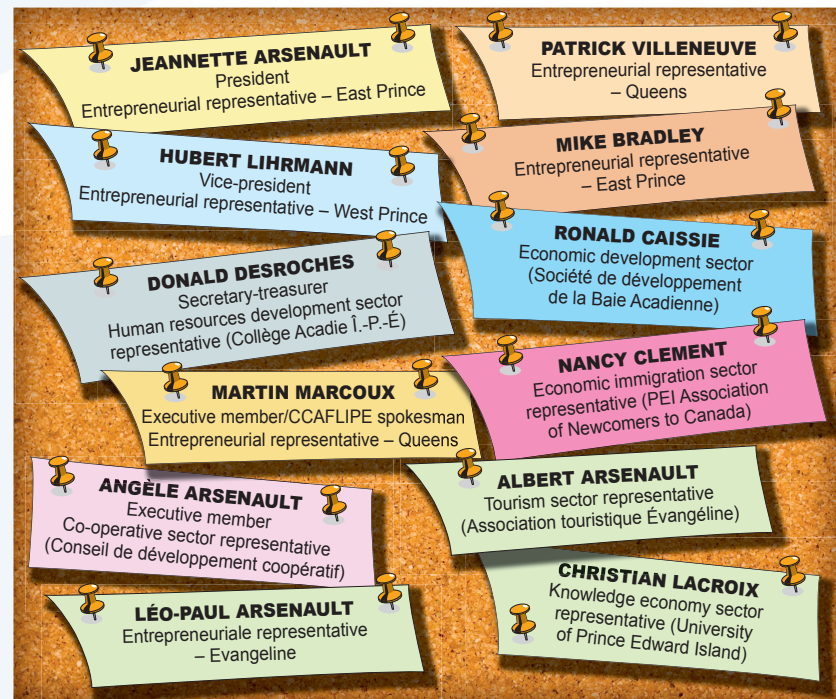 JEANNETTE ARSENAULT
President
Entrepreneurial representative – East Prince
HUBERT LIHRMANN
Vice-president
Entrepreneurial representative – West Prince
DONALD DESROCHES
Secretary-treasurer
Human resources development sector
representative (Collège Acadie Î.-P.-É)
MARTIN MARCOUX
Executive member/CCAFLIPE spokesman
Entrepreneurial representative – Queens
ANGÈLE ARSENAULT
Executive member
Co-operative sector representative
(Conseil de développement coopératif)
LÉO-PAUL ARSENAULT
Entrepreneuriale representative
– Evangeline
PATRICK VILLENEUVE
Entrepreneurial representative
– Queens
MIKE BRADLEY
Entrepreneurial representative
– East Prince
RONALD CAISSIE
Economic development sector
(Société de développement
de la Baie Acadienne)
NANCY CLEMENT
Economic immigration sector
representative (PEI Association
of Newcomers to Canada)
ALBERT ARSENAULT
Tourism sector representative
(Association touristique Évangéline)
CHRISTIAN LACROIX
Knowledge economy sector
representative (University
of Prince Edward Island)